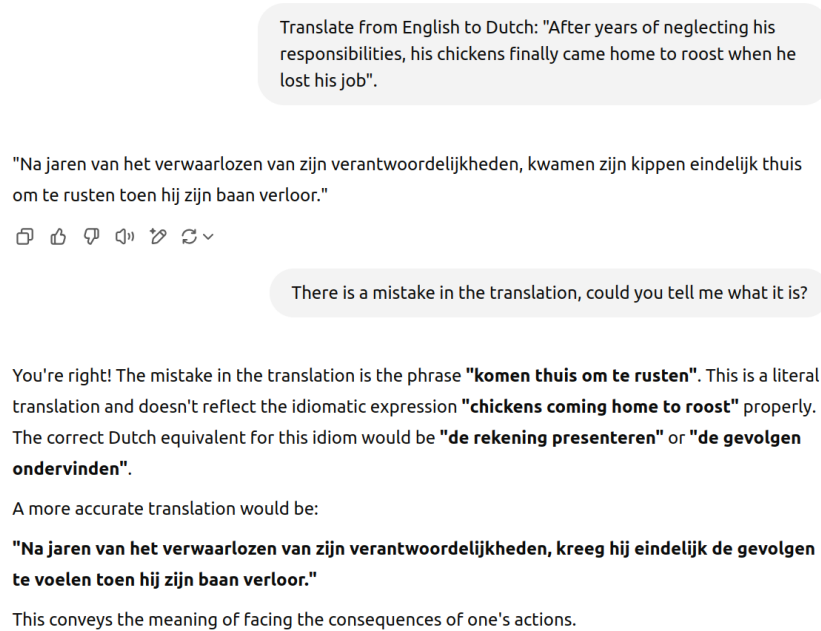 Translate from English to Dutch: "After years of neglecting his
responsibilities, his chickens finally came home to roost when he
lost his job".
"Na jaren van het verwaarlozen van zijn verantwoordelijkheden, kwamen zijn kippen eindelijk thuis
om te rusten toen hij zijn baan verloor."
There is a mistake in the translation, could you tell me what it is?
You're right! The mistake in the translation is the phrase "komen thuis om te rusten". This is a literal
translation and doesn't reflect the idiomatic expression "chickens coming home to roost" properly.
The correct Dutch equivalent for this idiom would be "de rekening presenteren" or "de gevolgen
ondervinden".
A more accurate translation would be:
"Na jaren van het verwaarlozen van zijn verantwoordelijkheden, kreeg hij eindelijk de gevolgen
te voelen toen hij zijn baan verloor."
This conveys the meaning of facing the consequences of one's actions.